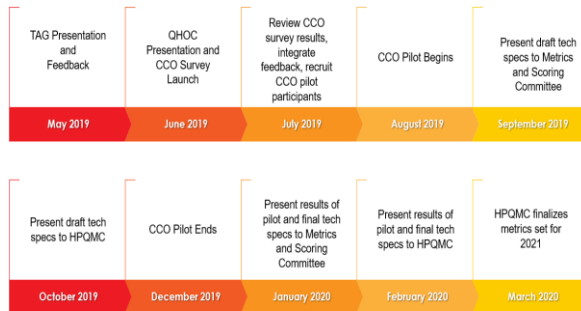 TAG Presentation
and
Feedback
QHOC
Presentation and
CCO Survey
Launch
Review CCO
survey results,
integrate
feedback, recruit
CCO pilot
participants
CCO Pilot Begins
Present draft tech
specs to Metrics
and Scoring
Committee
May 2019
June 2019
July 2019
August 2019
September 2019
Present draft tech
specs to HPQMC
CCO Pilot Ends
Present results of
pilot and final tech
specs to Metrics
and Scoring
Committee
Present results of
pilot and final tech
specs to HPQMC
HPQMC finalizes
metrics set for
2021
October 2019
December 2019
January 2020
February 2020
March 2020